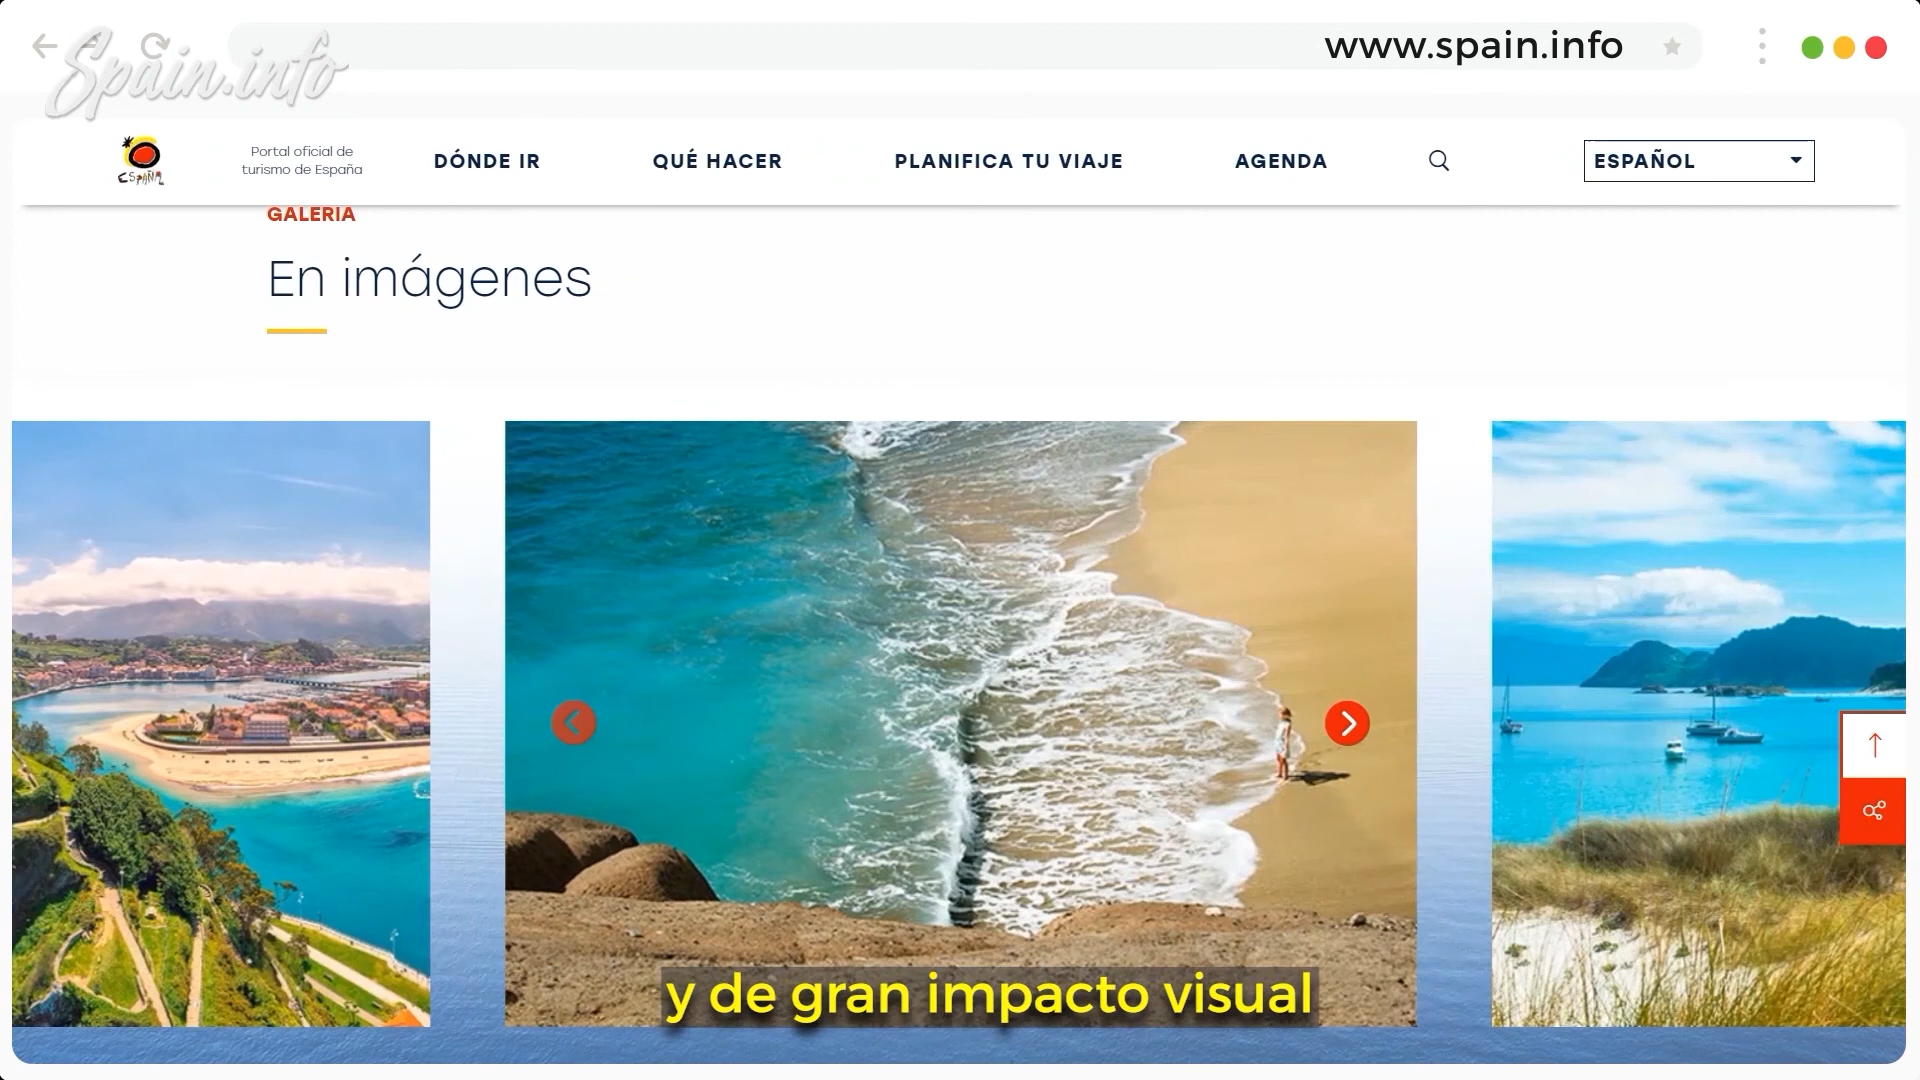 Spain.info
www.spain.info
ESPAÑA
Portal oficial de
turismo de España
DÓNDE IR
QUÉ HACER
PLANIFICA TU VIAJE
AGENDA
ESPAÑOL
GALERIA
En imágenes
y de gran impacto visual